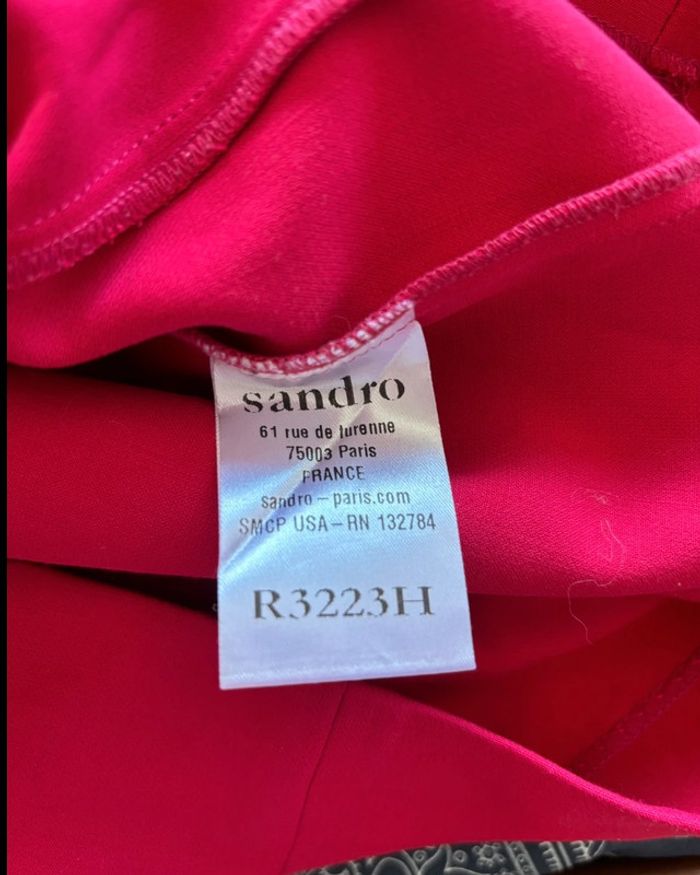 sandro
61 rue de Turenne
75003 Paris
FRANCE
sandro – paris.com
SMCP USA – RN 132784
R3223H